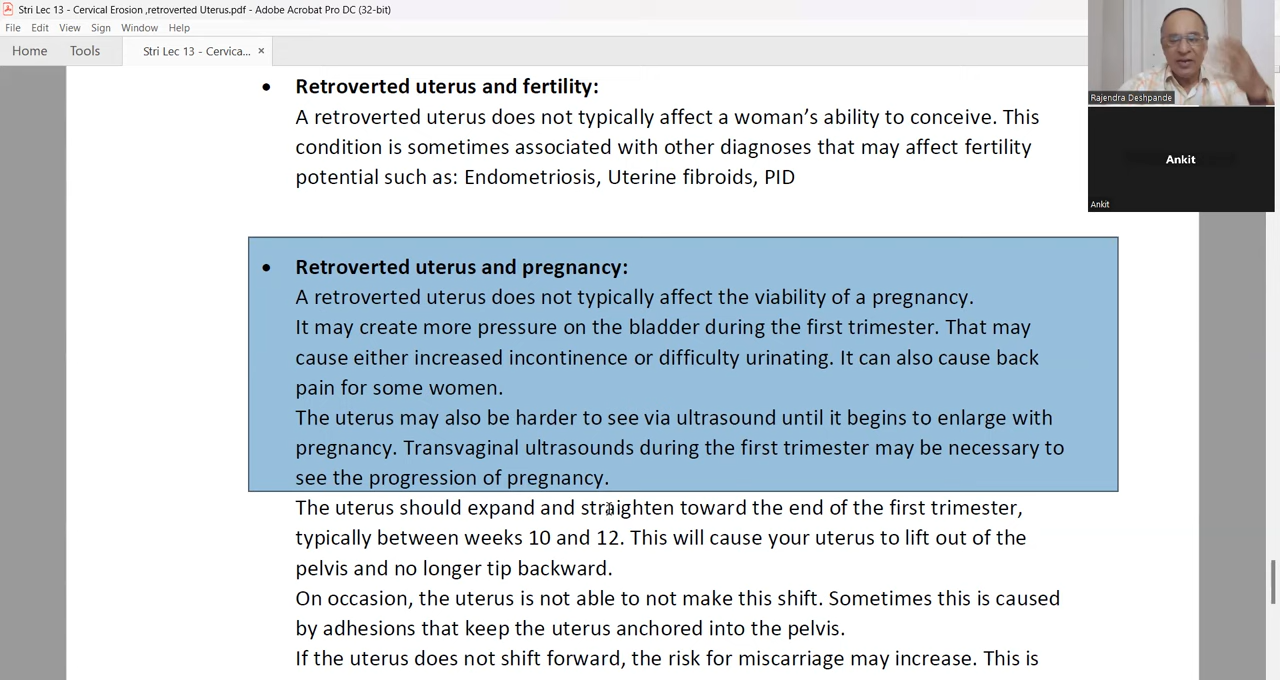 Stri Lec 13 - Cervical Erosion ,retroverted Uterus.pdf - Adobe Acrobat Pro DC (32-bit)
File Edit View Sign Window Help
Home Tools Stri Lec 13 - Cervica... ×
• Retroverted uterus and fertility:
A retroverted uterus does not typically affect a woman’s ability to conceive. This
condition is sometimes associated with other diagnoses that may affect fertility
potential such as: Endometriosis, Uterine fibroids, PID
• Retroverted uterus and pregnancy:
A retroverted uterus does not typically affect the viability of a pregnancy.
It may create more pressure on the bladder during the first trimester. That may
cause either increased incontinence or difficulty urinating. It can also cause back
pain for some women.
The uterus may also be harder to see via ultrasound until it begins to enlarge with
pregnancy. Transvaginal ultrasounds during the first trimester may be necessary to
see the progression of pregnancy.
The uterus should expand and straighten toward the end of the first trimester,
typically between weeks 10 and 12. This will cause your uterus to lift out of the
pelvis and no longer tip backward.
On occasion, the uterus is not able to not make this shift. Sometimes this is caused
by adhesions that keep the uterus anchored into the pelvis.
If the uterus does not shift forward, the risk for miscarriage may increase. This is
Rajendra Deshpande
Ankit
Ankit